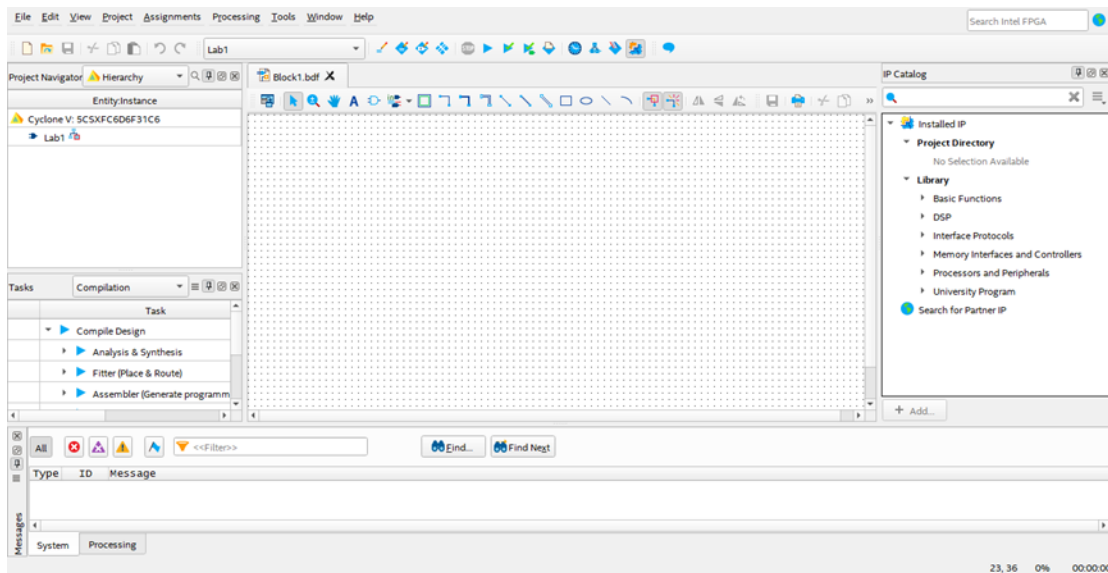 File Edit View Project Assignments Processing Tools Window Help
Search Intel FPGA
Lab1
Project Navigator Hierarchy
Entity:Instance
Cyclone V: 5CSXFC6D6F31C6
Lab1
Block1.bdf
A
IP Catalog
Installed IP
Project Directory
No Selection Available
Library
Basic Functions
DSP
Interface Protocols
Memory Interfaces and Controllers
Processors and Peripherals
University Program
Search for Partner IP
+ Add...
Tasks Compilation
Task
Compile Design
Analysis & Synthesis
Fitter (Place & Route)
Assembler (Generate programm
All <<Filter>> Find... Find Next
Type ID Message
Messages
System Processing
23, 36 0% 00:00:00